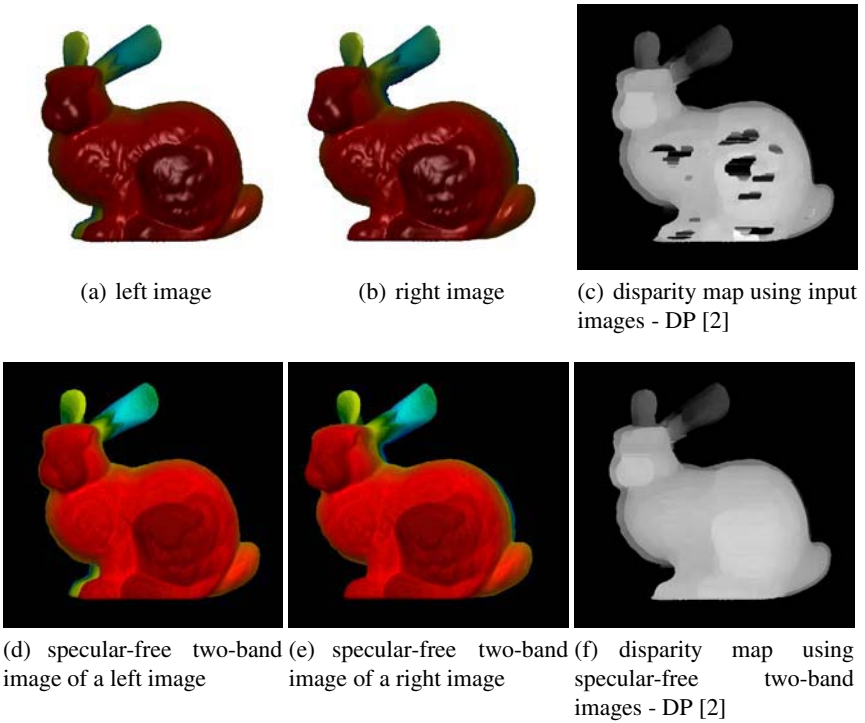 (a) left image
(b) right image
(c) disparity map using input
images - DP [2]
(d) specular-free two-band
image of a left image
(e) specular-free two-band
image of a right image
(f) disparity map using
specular-free two-band
images - DP [2]